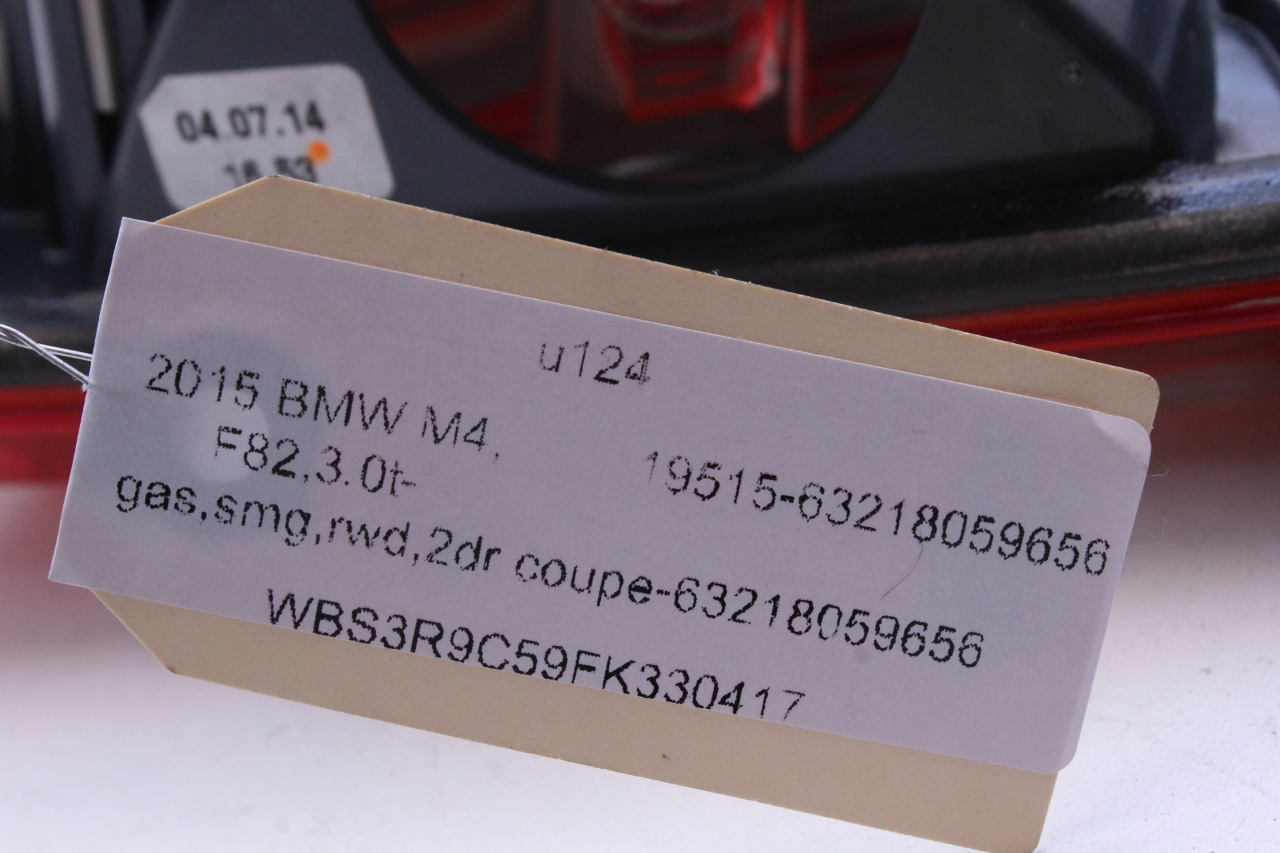 04.07.14
16 53
u124
2015 BMW M4,
F82,3.0t-
19515-63218059656
gas,smg,rwd,2dr coupe-63218059656
WBS3R9C59FK330417